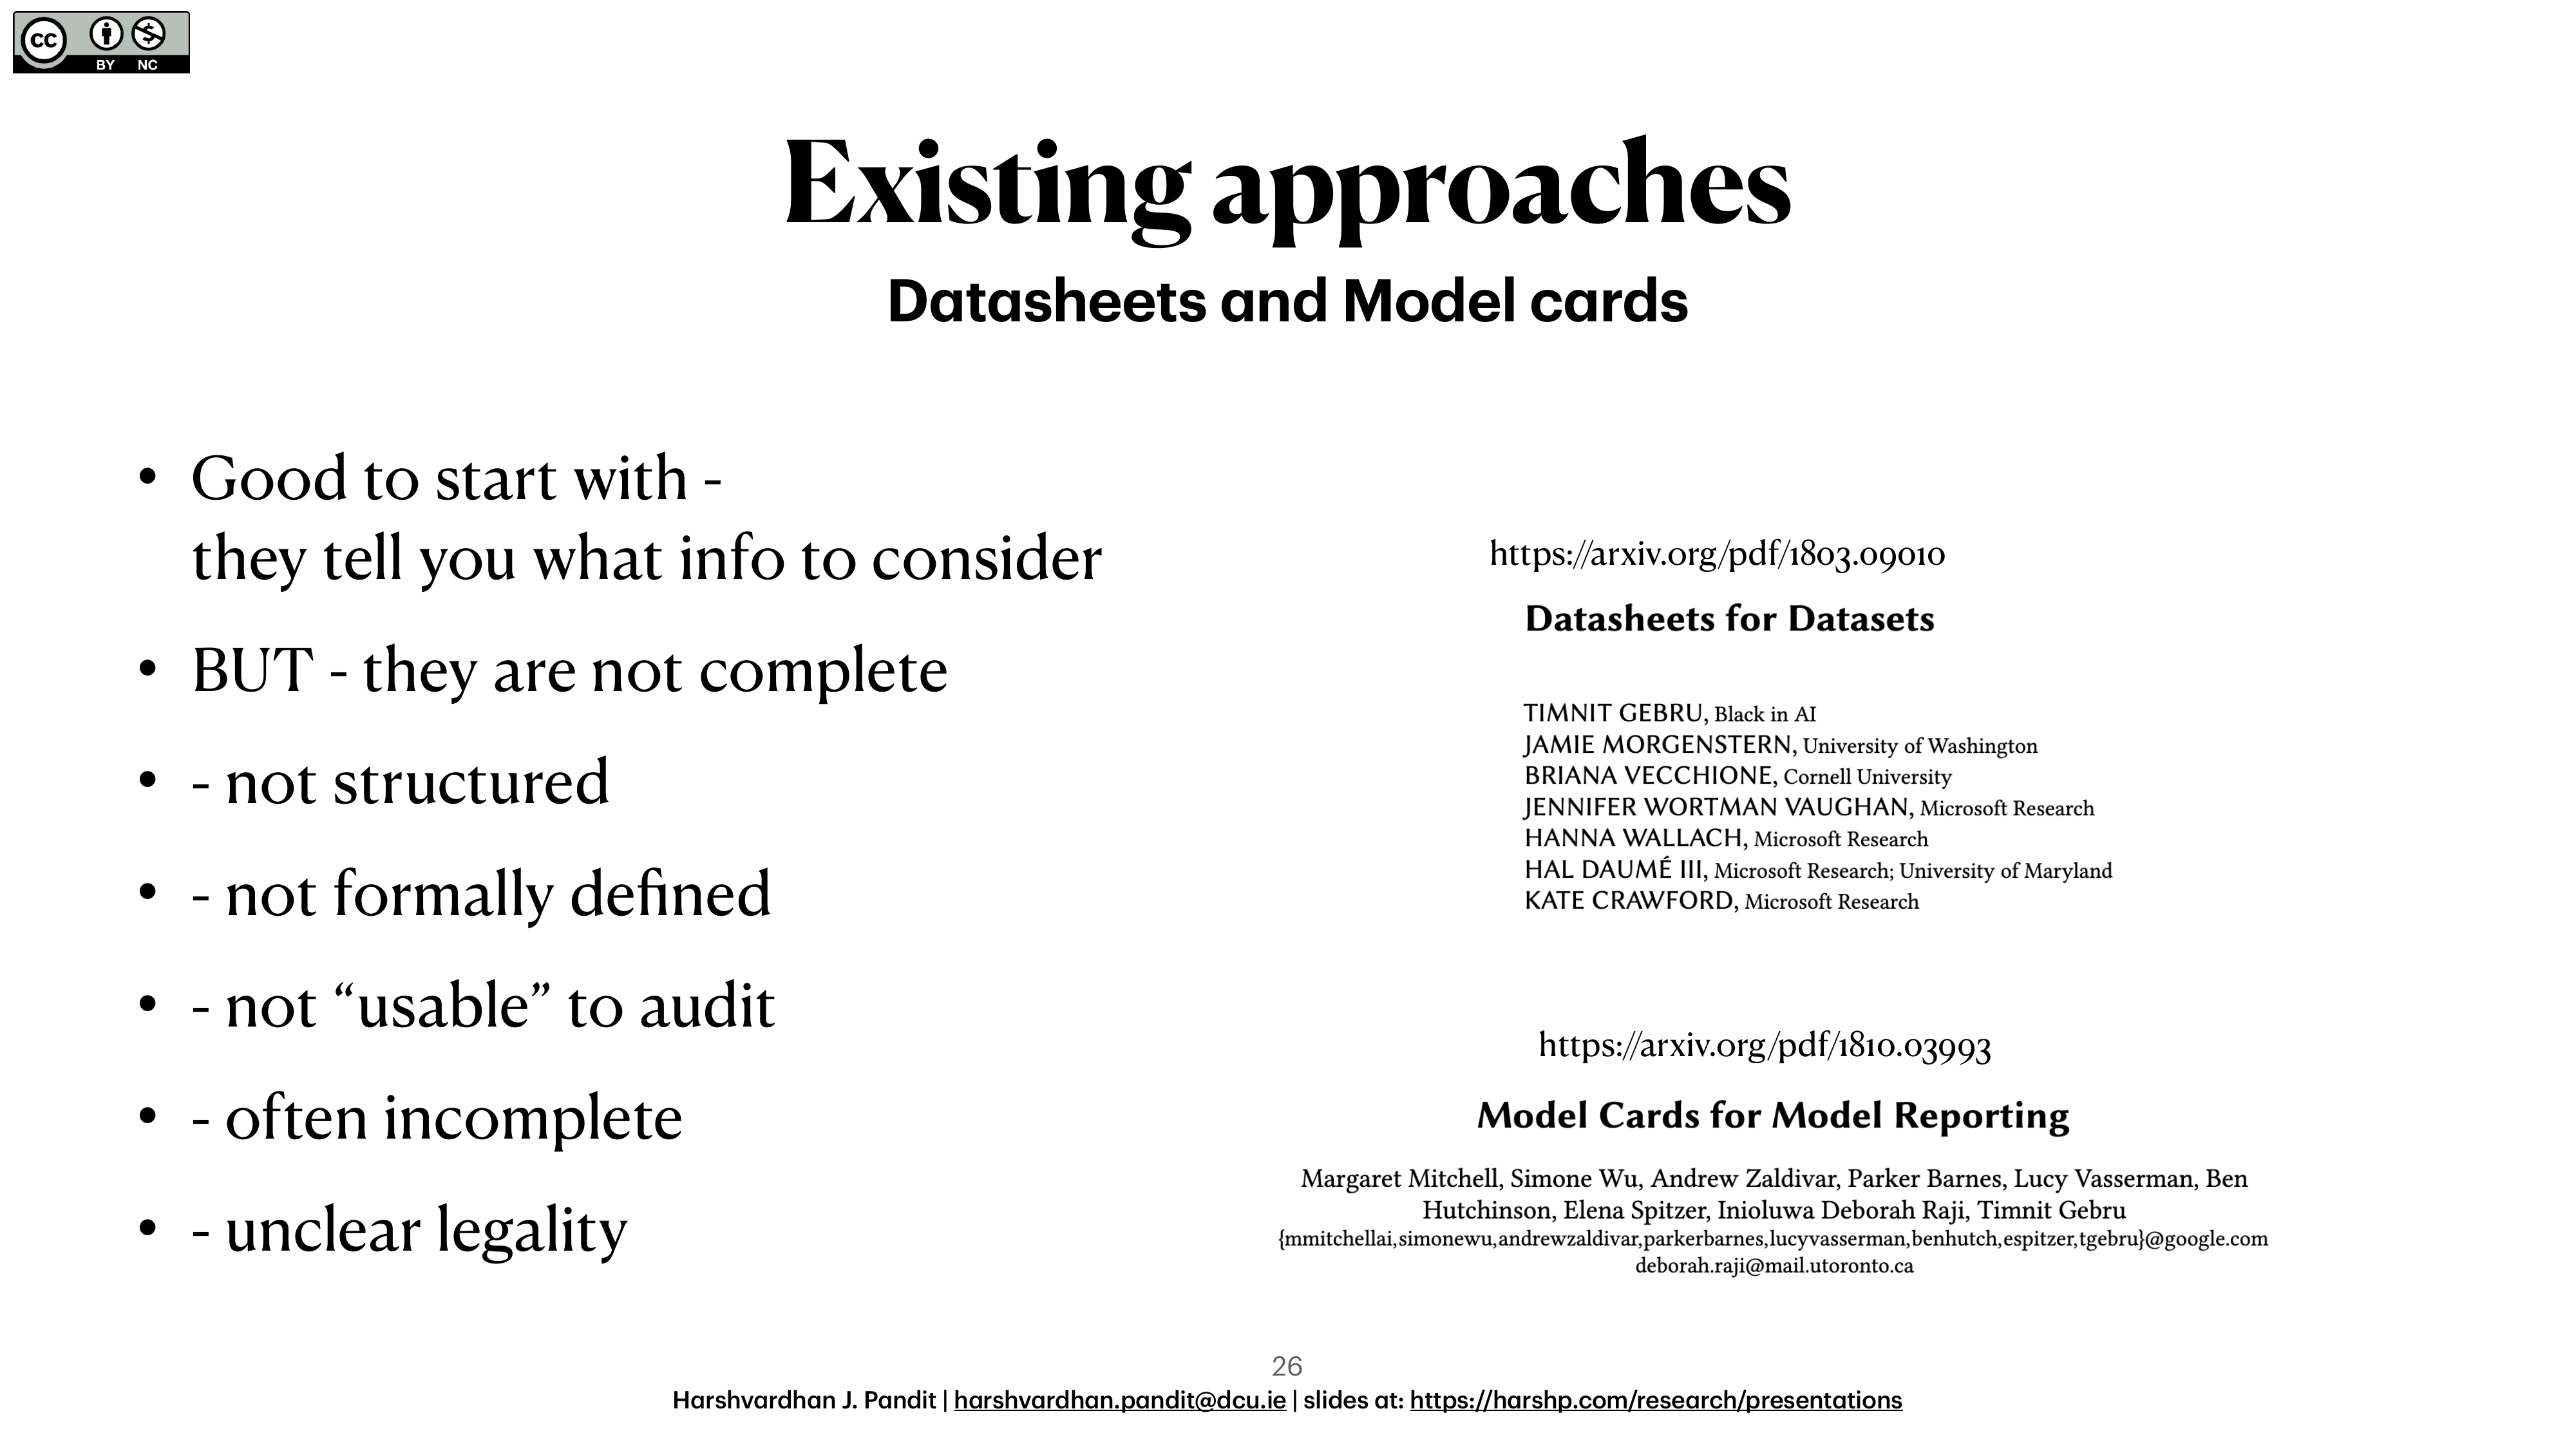 cc
BY NC
Existing approaches
Datasheets and Model cards
• Good to start with -
they tell you what info to consider
• BUT - they are not complete
• - not structured
• - not formally defined
• - not “usable” to audit
• - often incomplete
• - unclear legality
https://arxiv.org/pdf/1803.09010
Datasheets for Datasets
TIMNIT GEBRU, Black in AI
JAMIE MORGENSTERN, University of Washington
BRIANA VECCHIONE, Cornell University
JENNIFER WORTMAN VAUGHAN, Microsoft Research
HANNA WALLACH, Microsoft Research
HAL DAUMÉ III, Microsoft Research; University of Maryland
KATE CRAWFORD, Microsoft Research
https://arxiv.org/pdf/1810.03993
Model Cards for Model Reporting
Margaret Mitchell, Simone Wu, Andrew Zaldivar, Parker Barnes, Lucy Vasserman, Ben
Hutchinson, Elena Spitzer, Inioluwa Deborah Raji, Timnit Gebru
{mmitchellai,simonewu,andrewzaldivar,parkerbarnes,lucyvasserman,benhutch,espitzer,tgebru}@google.com
deborah.raji@mail.utoronto.ca
26
Harshvardhan J. Pandit | harshvardhan.pandit@dcu.ie | slides at: https://harshp.com/research/presentations